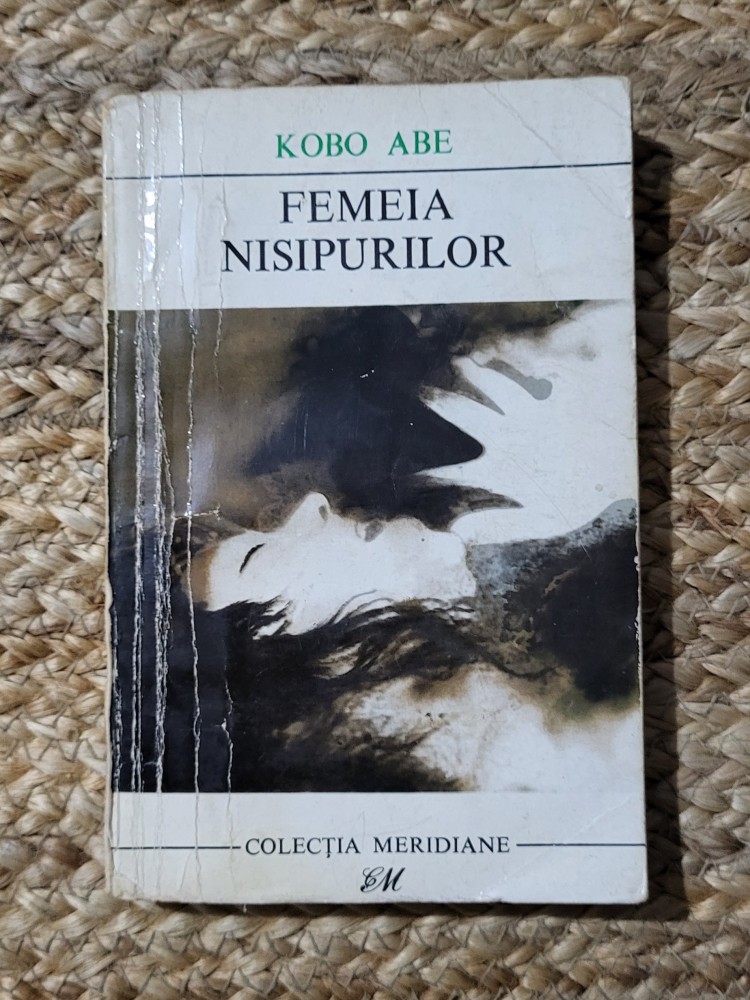 KOBO ABE
FEMEIA
NISIPURILOR
COLECȚIA MERIDIANE
CM